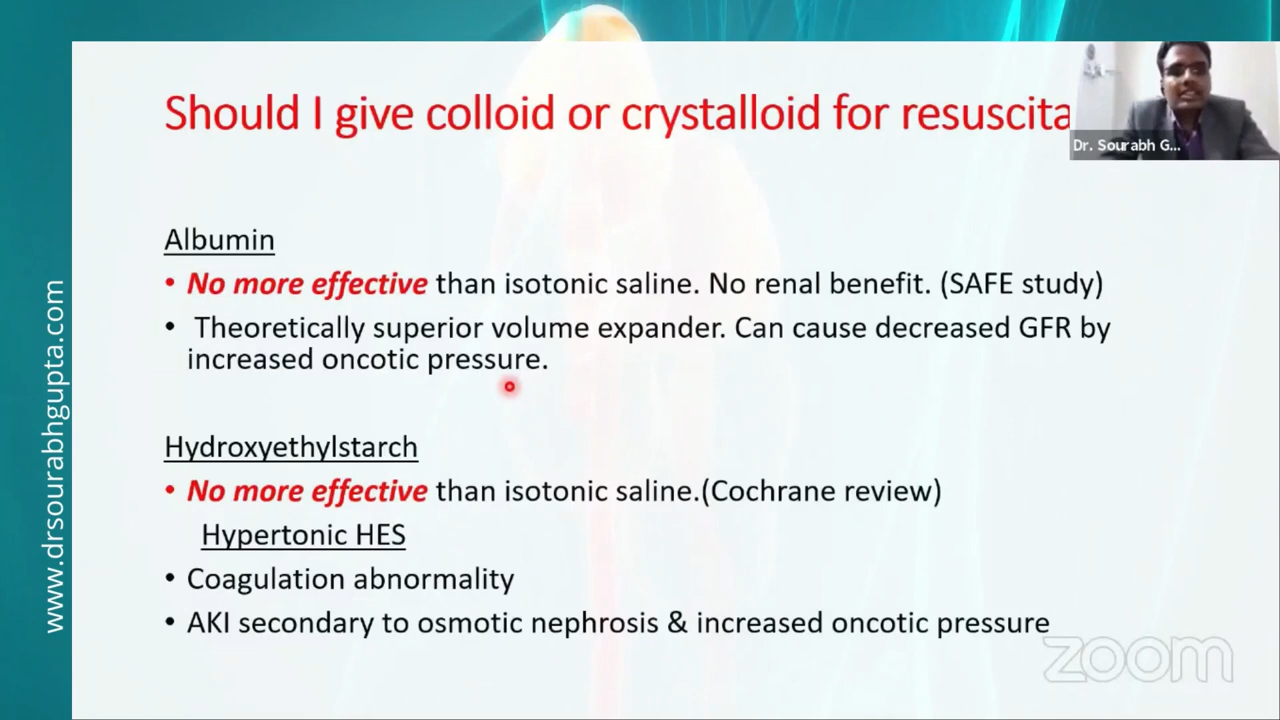 Should I give colloid or crystalloid for resuscita
Dr. Sourabh G...
Albumin
• No more effective than isotonic saline. No renal benefit. (SAFE study)
• Theoretically superior volume expander. Can cause decreased GFR by
increased oncotic pressure.
Hydroxyethylstarch
• No more effective than isotonic saline.(Cochrane review)
Hypertonic HES
• Coagulation abnormality
• AKI secondary to osmotic nephrosis & increased oncotic pressure
www.drsourabhgupta.com
zoom